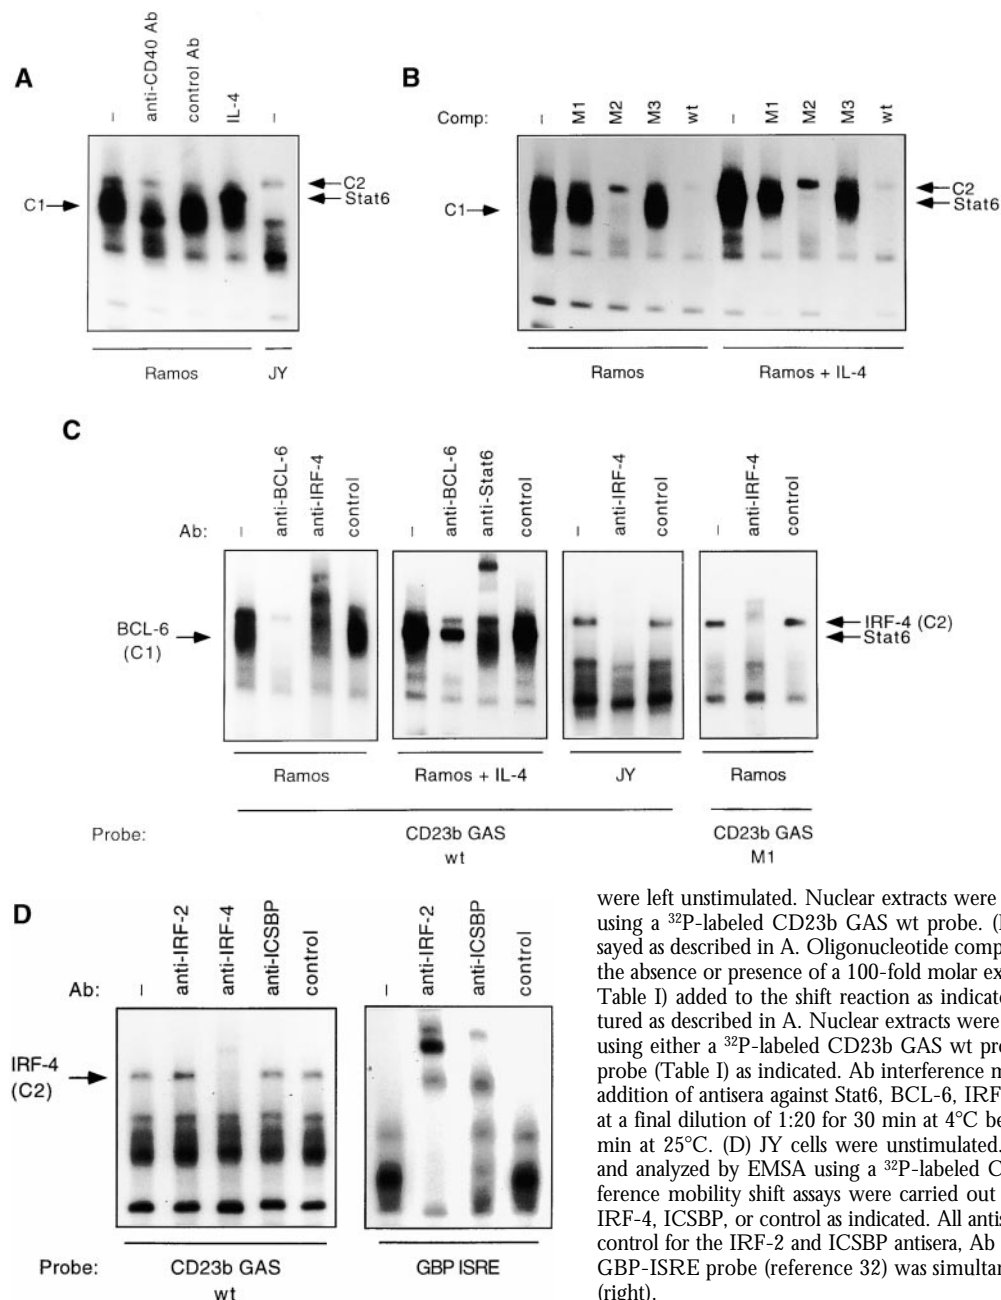 A
–
anti-CD40 Ab
control Ab
IL-4
–
C1
C2
Stat6
Ramos
JY
B
Comp:
–
M1
M2
M3
wt
–
M1
M2
M3
wt
C1
C2
Stat6
Ramos
Ramos + IL-4
C
Ab:
–
anti-BCL-6
anti-IRF-4
control
–
anti-BCL-6
anti-Stat6
control
–
anti-IRF-4
control
–
anti-IRF-4
control
BCL-6
(C1)
IRF-4 (C2)
Stat6
Ramos
Ramos + IL-4
JY
Ramos
Probe:
CD23b GAS
wt
CD23b GAS
M1
D
Ab:
–
anti-IRF-2
anti-IRF-4
anti-ICSBP
control
–
anti-IRF-2
anti-ICSBP
control
IRF-4
(C2)
Probe:
CD23b GAS
wt
GBP ISRE
were left unstimulated. Nuclear extracts were
using a ³²P-labeled CD23b GAS wt probe. (
sayed as described in A. Oligonucleotide comp
the absence or presence of a 100-fold molar ex
Table I) added to the shift reaction as indicate
tured as described in A. Nuclear extracts were
using either a ³²P-labeled CD23b GAS wt pro
probe (Table I) as indicated. Ab interference m
addition of antisera against Stat6, BCL-6, IRF
at a final dilution of 1:20 for 30 min at 4°C be
min at 25°C. (D) JY cells were unstimulated.
and analyzed by EMSA using a ³²P-labeled C
ference mobility shift assays were carried out
IRF-4, ICSBP, or control as indicated. All antis
control for the IRF-2 and ICSBP antisera, Ab
GBP-ISRE probe (reference 32) was simultan
(right).